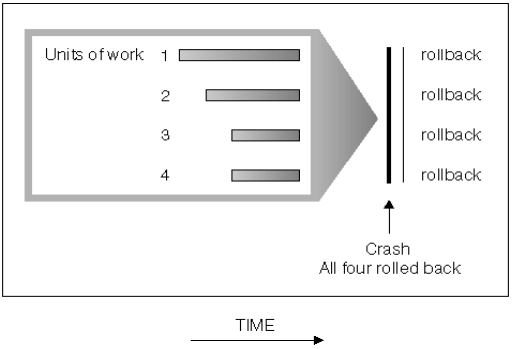 Units of work 1 rollback
2 rollback
3 rollback
4 rollback
Crash
All four rolled back
TIME